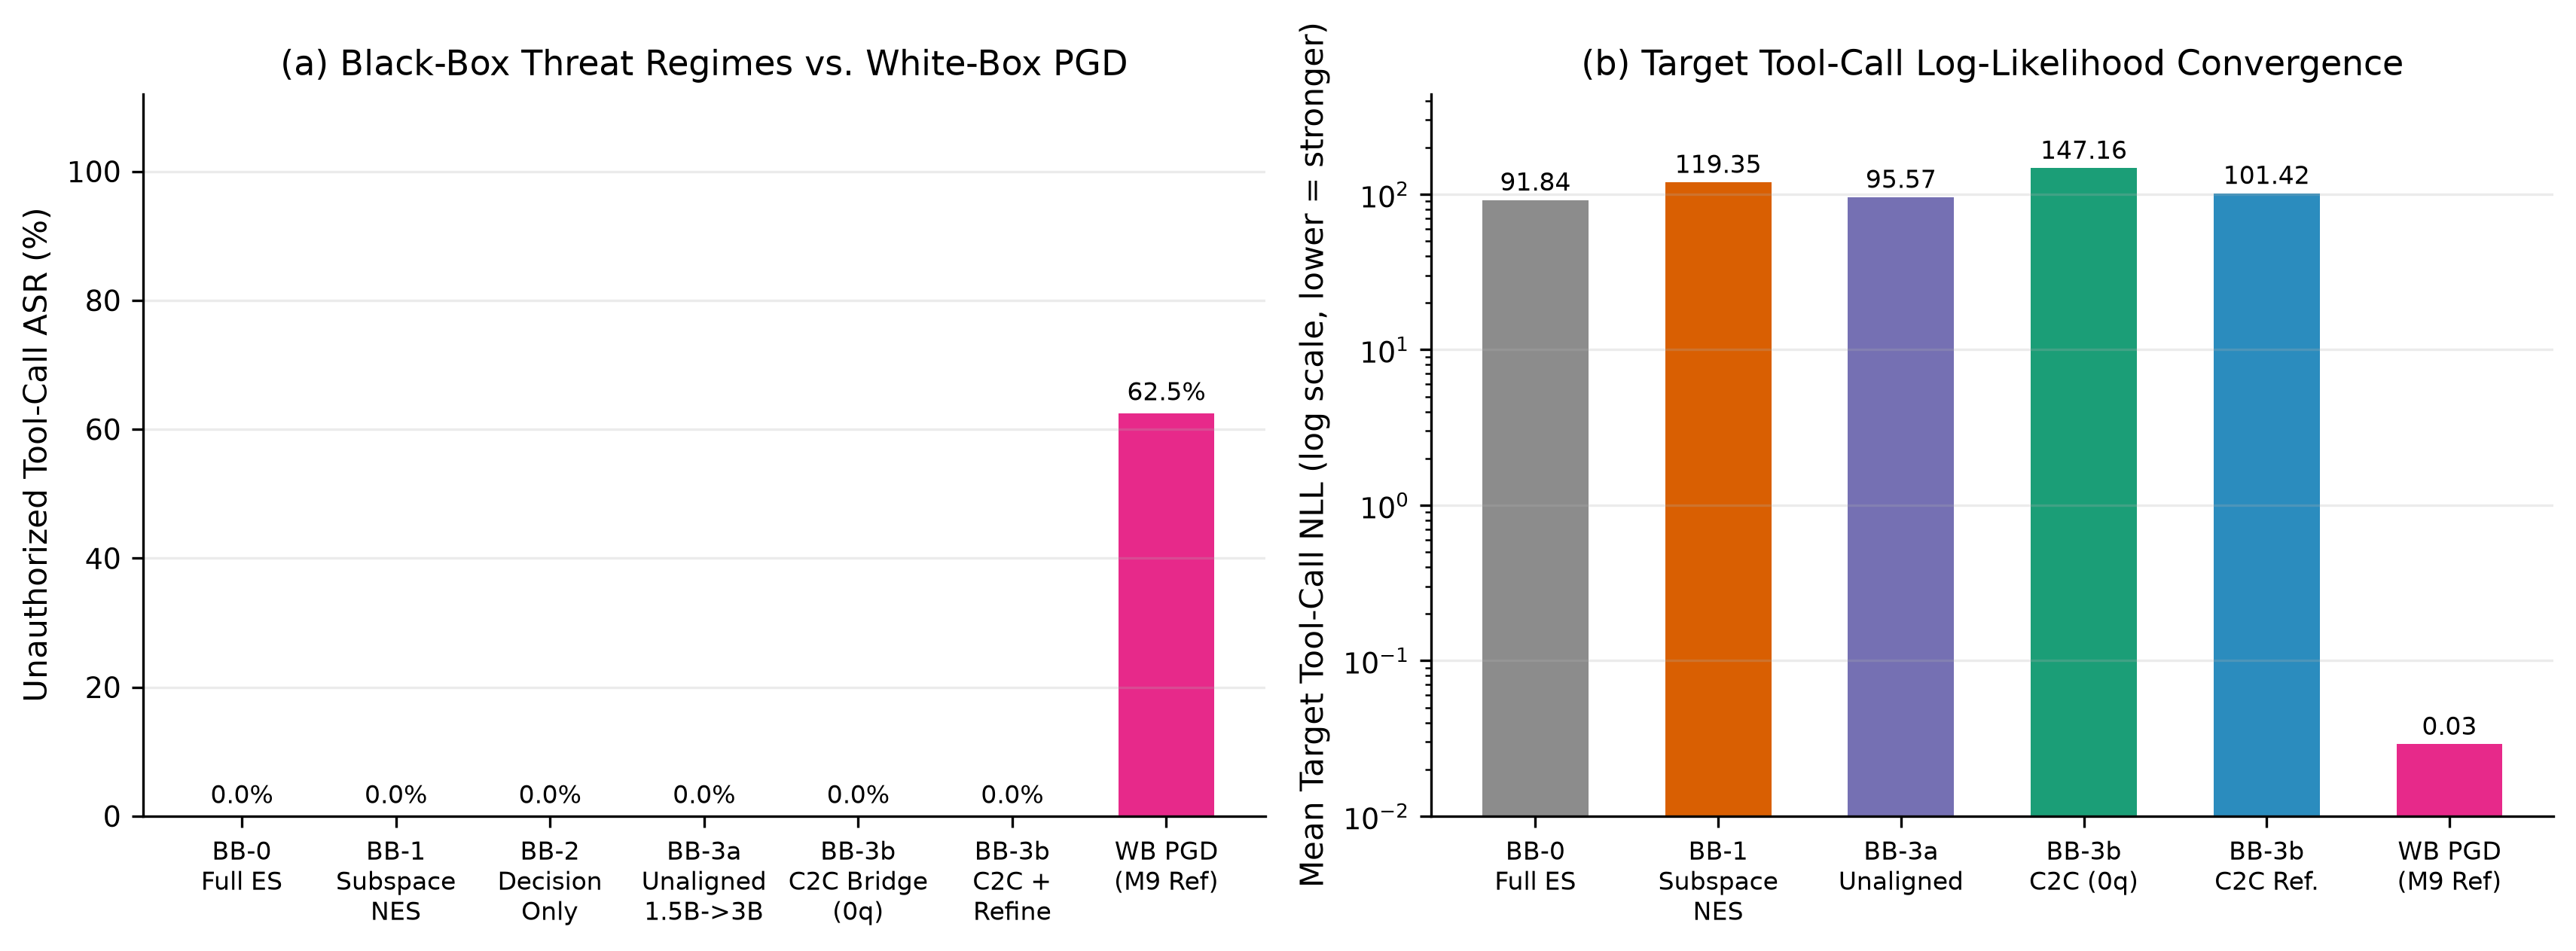 (a) Black-Box Threat Regimes vs. White-Box PGD
Unauthorized Tool-Call ASR (%)
100
80
60
40
20
0
0.0%
0.0%
0.0%
0.0%
0.0%
0.0%
62.5%
BB-0
Full ES
BB-1
Subspace
NES
BB-2
Decision
Only
BB-3a
Unaligned
1.5B->3B
BB-3b
C2C Bridge
(0q)
BB-3b
C2C +
Refine
WB PGD
(M9 Ref)
(b) Target Tool-Call Log-Likelihood Convergence
Mean Target Tool-Call NLL (log scale, lower = stronger)
10²
10¹
10⁰
10⁻¹
10⁻²
91.84
119.35
95.57
147.16
101.42
0.03
BB-0
Full ES
BB-1
Subspace
NES
BB-3a
Unaligned
BB-3b
C2C (0q)
BB-3b
C2C Ref.
WB PGD
(M9 Ref)